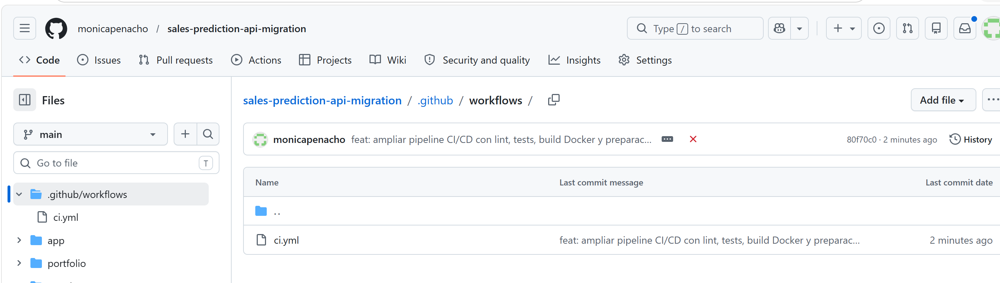 monicapenacho / sales-prediction-api-migration
Type / to search
Code
Issues
Pull requests
Actions
Projects
Wiki
Security and quality
Insights
Settings
Files
main
Go to file
T
.github/workflows
ci.yml
app
portfolio
sales-prediction-api-migration / .github / workflows /
Add file
monicapenacho feat: ampliar pipeline CI/CD con lint, tests, build Docker y preparac...
80f70c0 · 2 minutes ago
History
Name Last commit message Last commit date
..
ci.yml feat: ampliar pipeline CI/CD con lint, tests, build Docker y preparac... 2 minutes ago